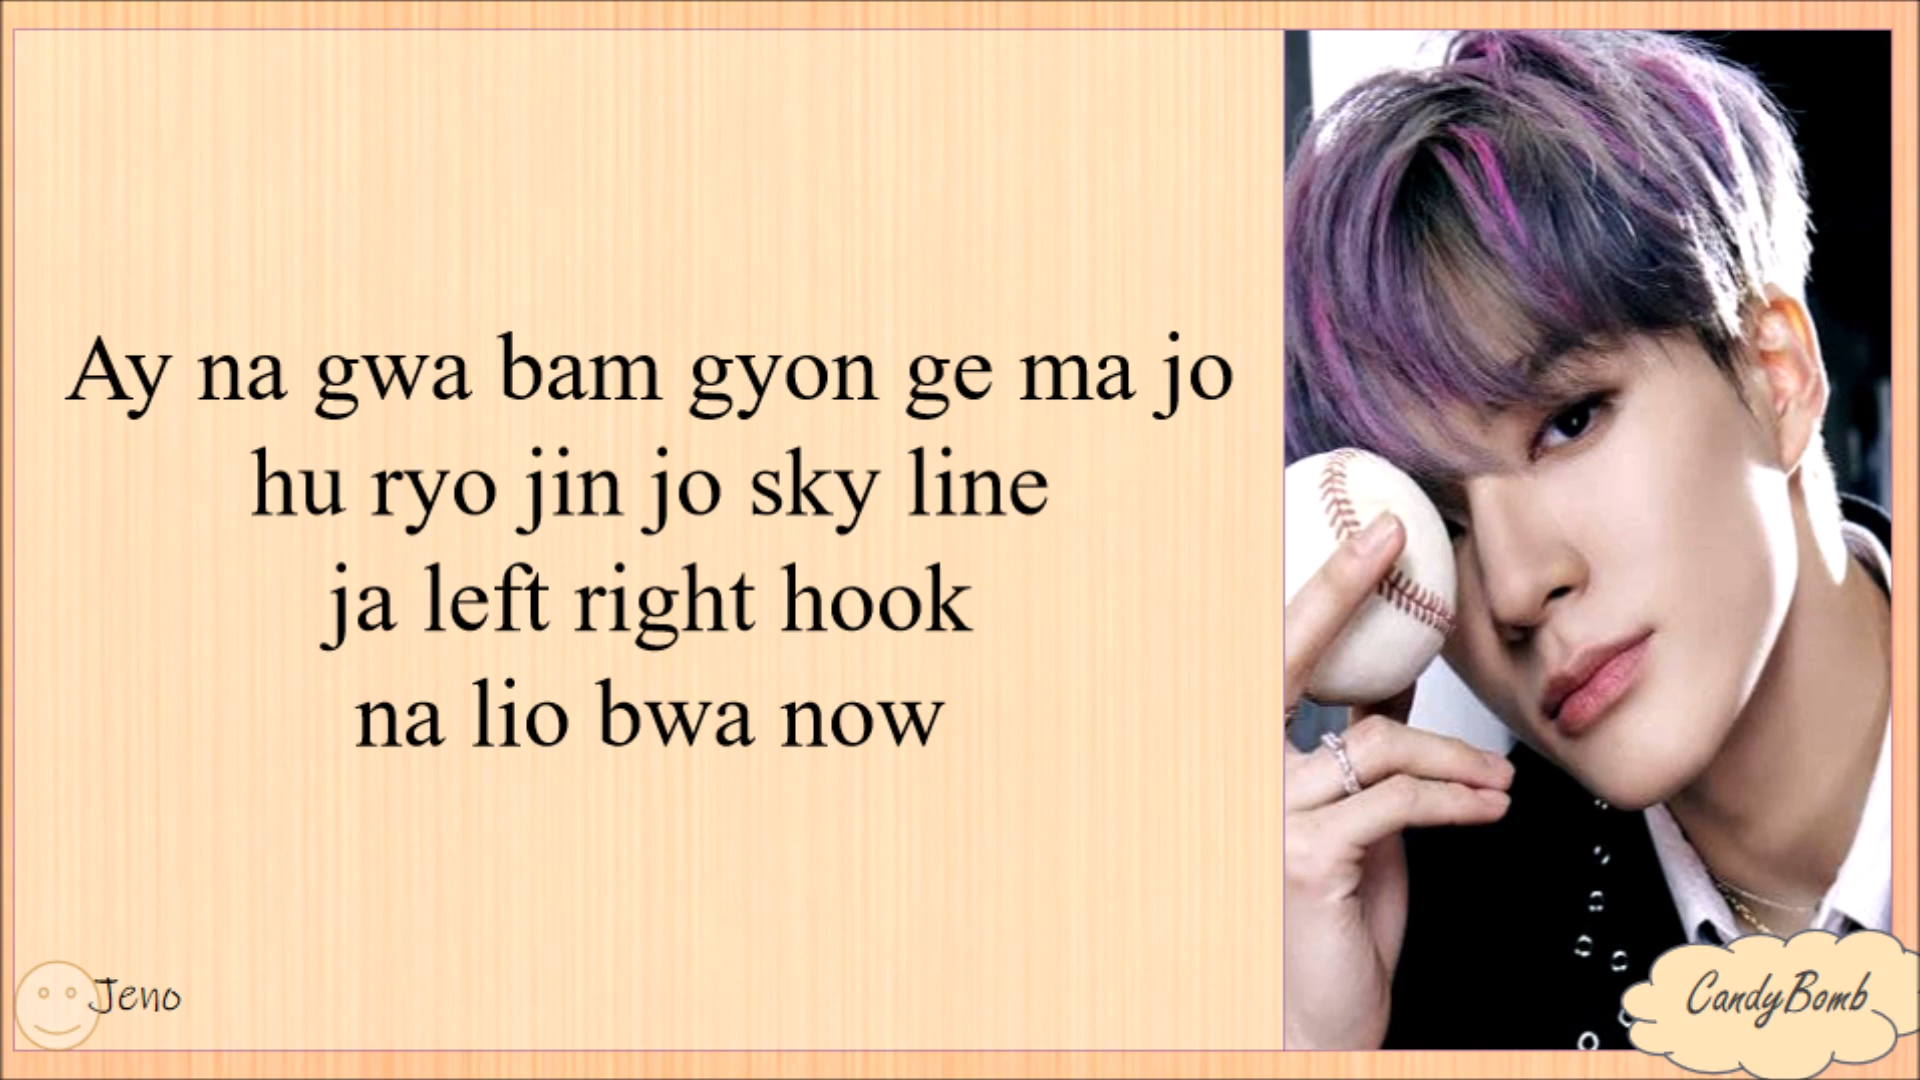 Ay na gwa bam gyon ge ma jo
hu ryo jin jo sky line
ja left right hook
na lio bwa now
Jeno
CandyBomb